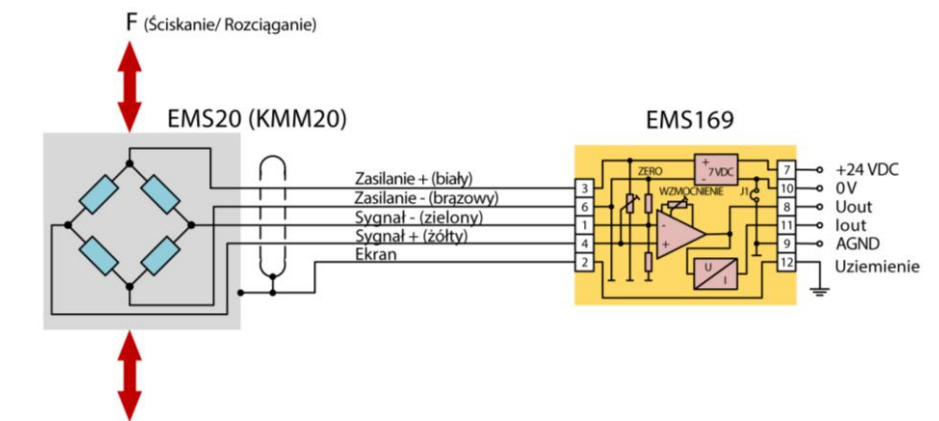 F (Ściskanie/ Rozciąganie)
EMS20 (KMM20)
EMS169
Zasilanie + (biały)
Zasilanie - (brązowy)
Sygnał - (zielony)
Sygnał + (żółty)
Ekran
3
6
1
4
2
ZERO
WZMOCNIENIE
+
7VDC
-
J1
-
+
U
I
7
10
8
11
9
12
+24 VDC
0V
Uout
Iout
AGND
Uziemienie